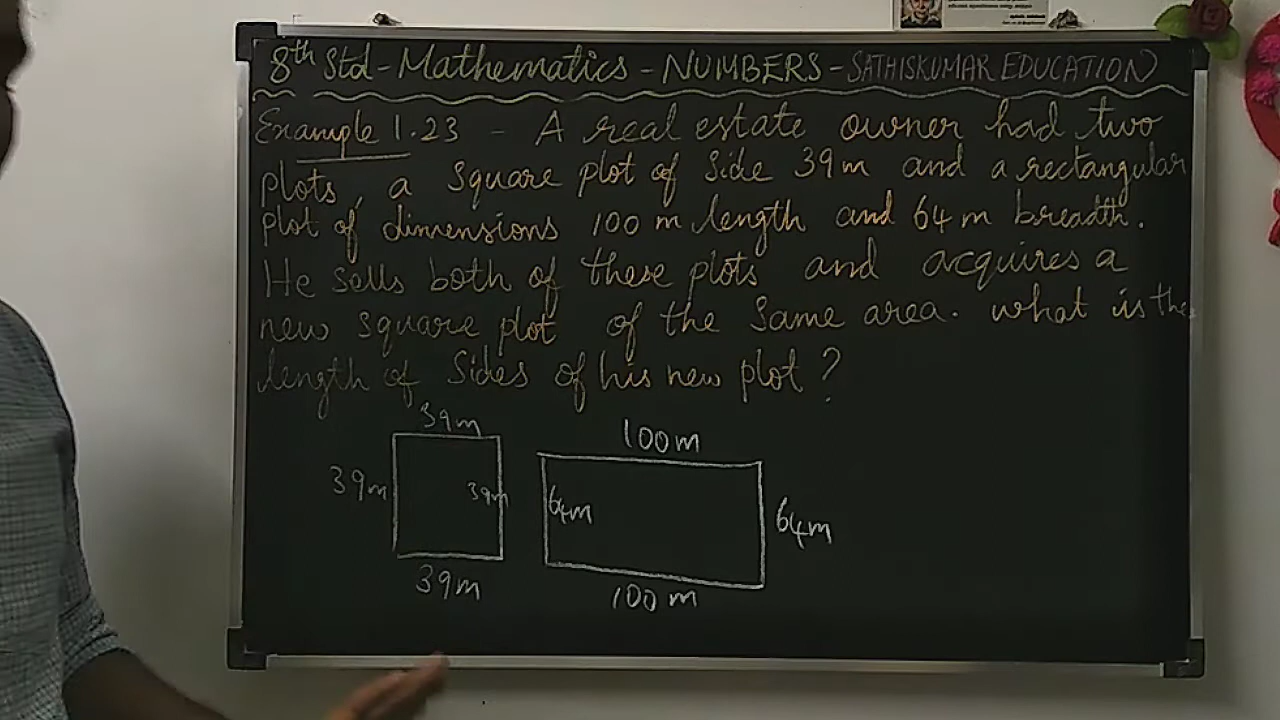 8th Std - Mathematics - NUMBERS - SATHISKUMAR EDUCATION
Example 1.23 - A real estate owner had two
plots, a square plot of Side 39m and a rectangular
plot of dimensions 100 m length and 64 m breadth.
He sells both of these plots and acquires a
new square plot of the Same area. what is the
length of Sides of his new plot ?
39m
39m
39m
39m
100m
64m
64m
100 m